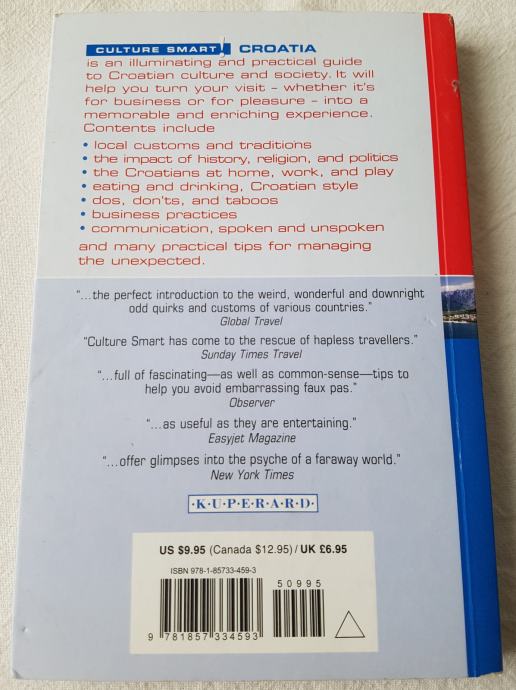 CULTURE SMART! CROATIA
is an illuminating and practical guide
to Croatian culture and society. It will
help you turn your visit – whether it's
for business or for pleasure – into a
memorable and enriching experience.
Contents include
• local customs and traditions
• the impact of history, religion, and politics
• the Croatians at home, work, and play
• eating and drinking, Croatian style
• dos, don'ts, and taboos
• business practices
• communication, spoken and unspoken
and many practical tips for managing
the unexpected.
“...the perfect introduction to the weird, wonderful and downright
odd quirks and customs of various countries.”
Global Travel
“Culture Smart has come to the rescue of hapless travellers.”
Sunday Times Travel
“...full of fascinating—as well as common-sense—tips to
help you avoid embarrassing faux pas.”
Observer
“...as useful as they are entertaining.”
Easyjet Magazine
“...offer glimpses into the psyche of a faraway world.”
New York Times
·K·U·P·E·R·A·R·D·
US $9.95 (Canada $12.95) / UK £6.95
ISBN 978-1-85733-459-3
50995
9 781857 334593